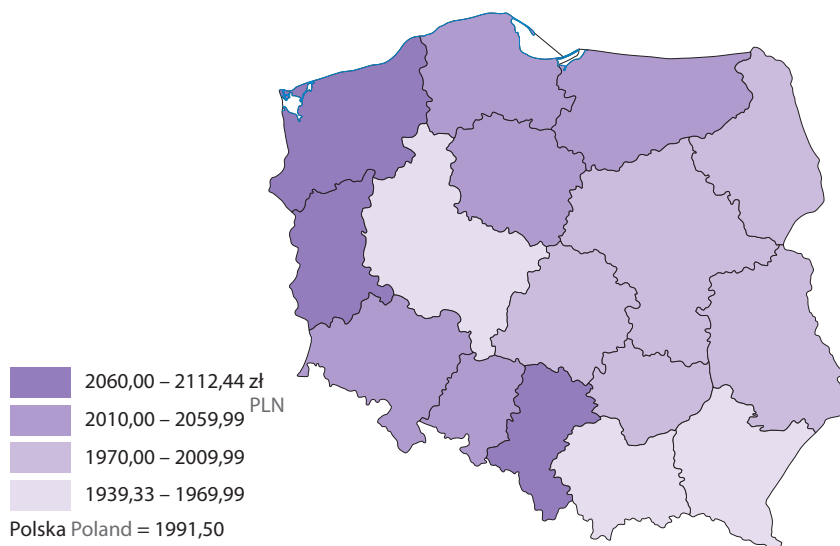 2060,00 – 2112,44 zł
PLN
2010,00 – 2059,99
1970,00 – 2009,99
1939,33 – 1969,99
Polska Poland = 1991,50